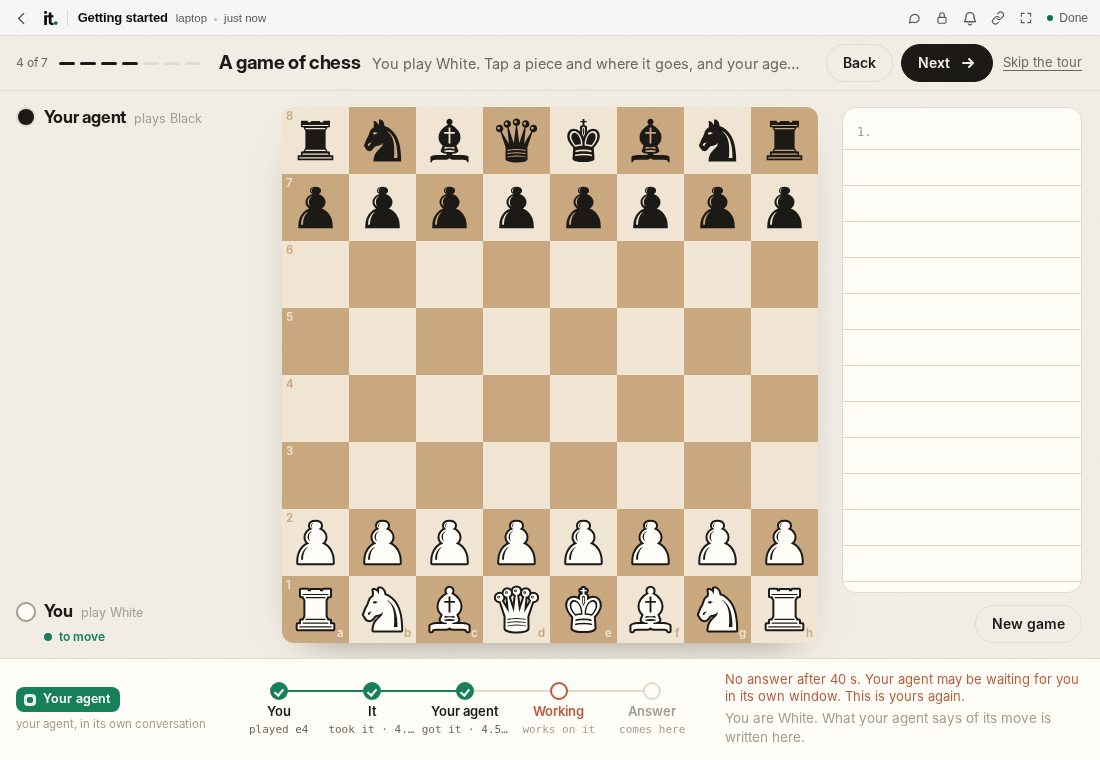 it. Getting started laptop • just now Done
4 of 7 A game of chess You play White. Tap a piece and where it goes, and your age... Back Next → Skip the tour
Your agent plays Black
8
7
6
5
4
3
2
1
a b c d e f g h
1.
You play White
to move
New game
Your agent
your agent, in its own conversation
You It Your agent Working Answer
played e4 took it · 4.… got it · 4.5… works on it comes here
No answer after 40 s. Your agent may be waiting for you
in its own window. This is yours again.
You are White. What your agent says of its move is
written here.